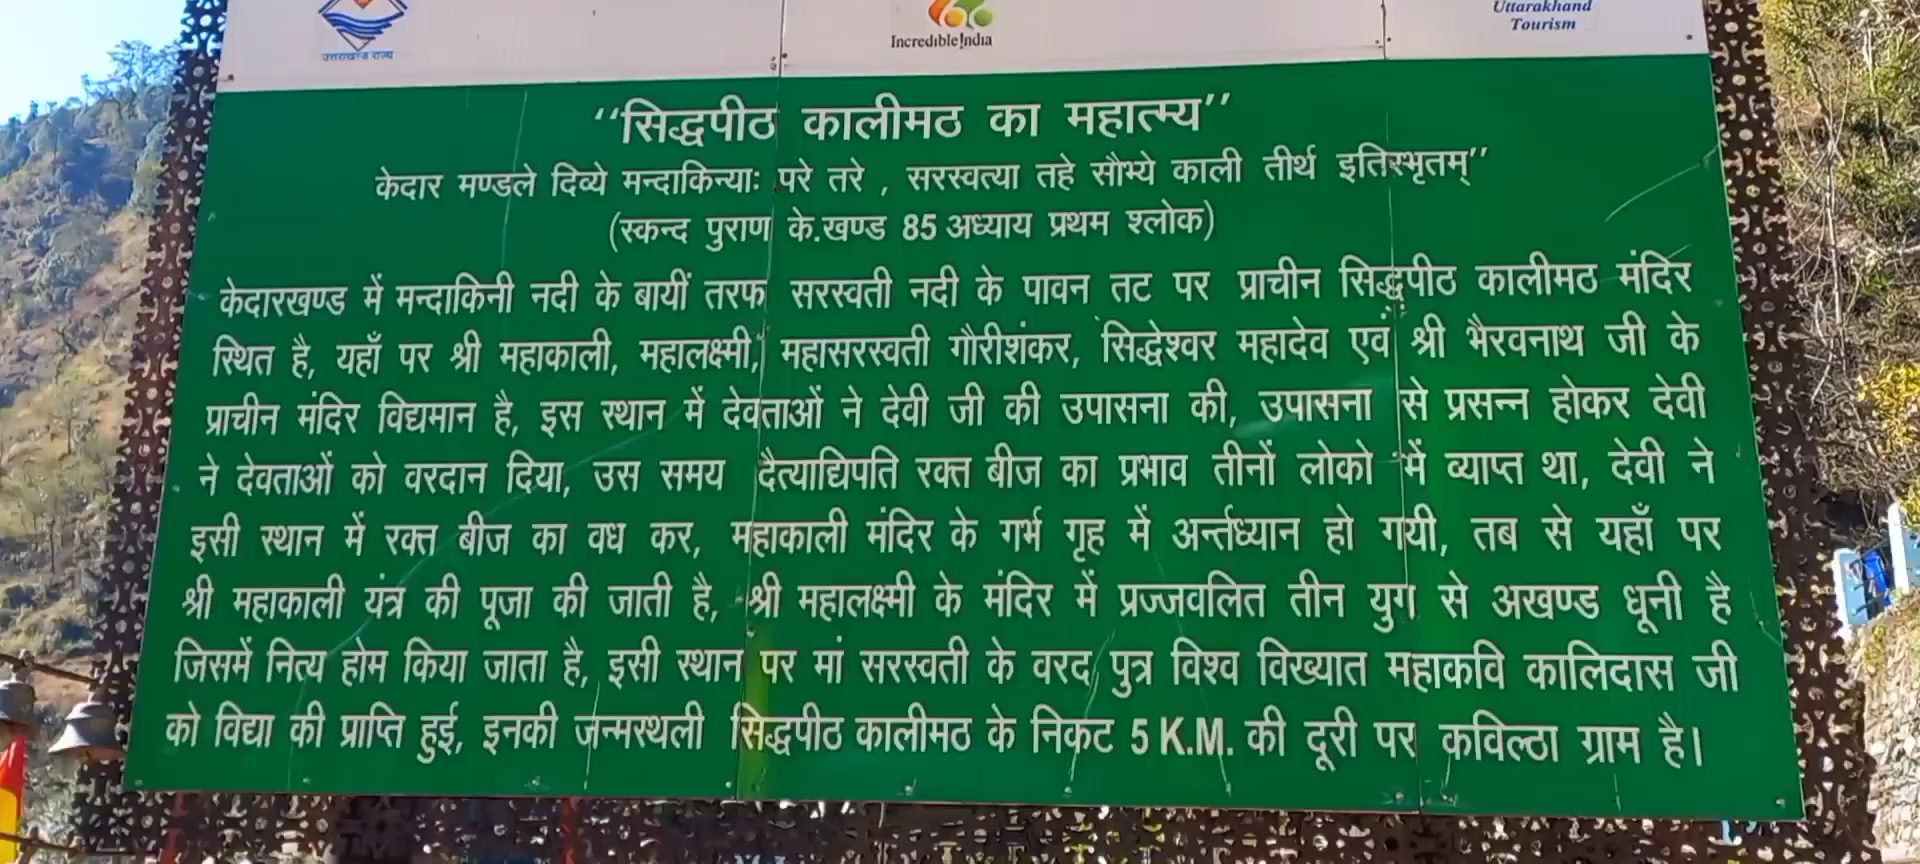 उत्तराखण्ड राज्य
Incredible!ndia
Uttarakhand
Tourism
‘‘सिद्धपीठ कालीमठ का महात्म्य’’
केदार मण्डले दिव्ये मन्दाकिन्याः परे तरे , सरस्वत्या तहे सौभ्ये काली तीर्थ इतिस्भृतम्’’
(स्कन्द पुराण के.खण्ड 85 अध्याय प्रथम श्लोक)
केदारखण्ड में मन्दाकिनी नदी के बायीं तरफ सरस्वती नदी के पावन तट पर प्राचीन सिद्धपीठ कालीमठ मंदिर
स्थित है, यहाँ पर श्री महाकाली, महालक्ष्मी, महासरस्वती गौरीशंकर, सिद्धेश्वर महादेव एवं श्री भैरवनाथ जी के
प्राचीन मंदिर विद्यमान है, इस स्थान में देवताओं ने देवी जी की उपासना की, उपासना से प्रसन्न होकर देवी
ने देवताओं को वरदान दिया, उस समय दैत्याद्यिपति रक्त बीज का प्रभाव तीनों लोको में व्याप्त था, देवी ने
इसी स्थान में रक्त बीज का वध कर, महाकाली मंदिर के गर्भ गृह में अर्न्तध्यान हो गयी, तब से यहाँ पर
श्री महाकाली यंत्र की पूजा की जाती है, श्री महालक्ष्मी के मंदिर में प्रज्जवलित तीन युग से अखण्ड धूनी है
जिसमें नित्य होम किया जाता है, इसी स्थान पर मां सरस्वती के वरद पुत्र विश्व विख्यात महाकवि कालिदास जी
को विद्या की प्राप्ति हुई, इनकी जन्मस्थली सिद्धपीठ कालीमठ के निकट 5 K.M. की दूरी पर कविल्ठा ग्राम है।